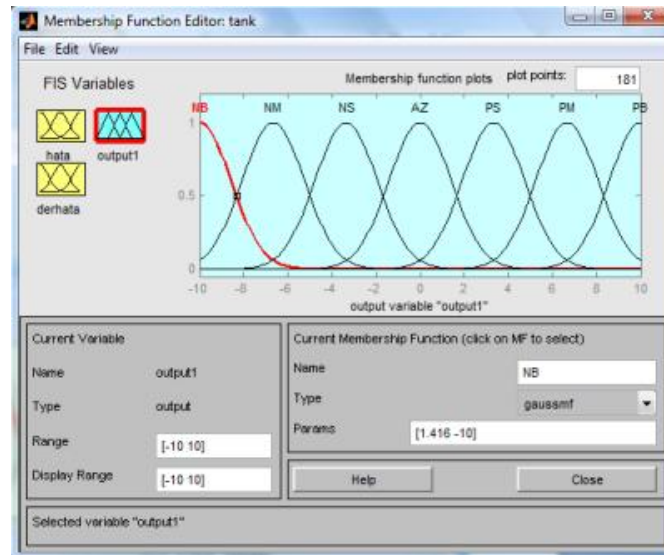 Membership Function Editor: tank
File Edit View
FIS Variables
Membership function plots plot points: 181
NB NM NS AZ PS PM PB
hata output1
derhata
1
0.5
0
-10 -8 -6 -4 -2 0 2 4 6 8 10
output variable "output1"
Current Variable
Name output1
Type output
Range [-10 10]
Display Range [-10 10]
Current Membership Function (click on MF to select)
Name NB
Type gaussmf
Params [1.416 -10]
Help Close
Selected variable "output1"